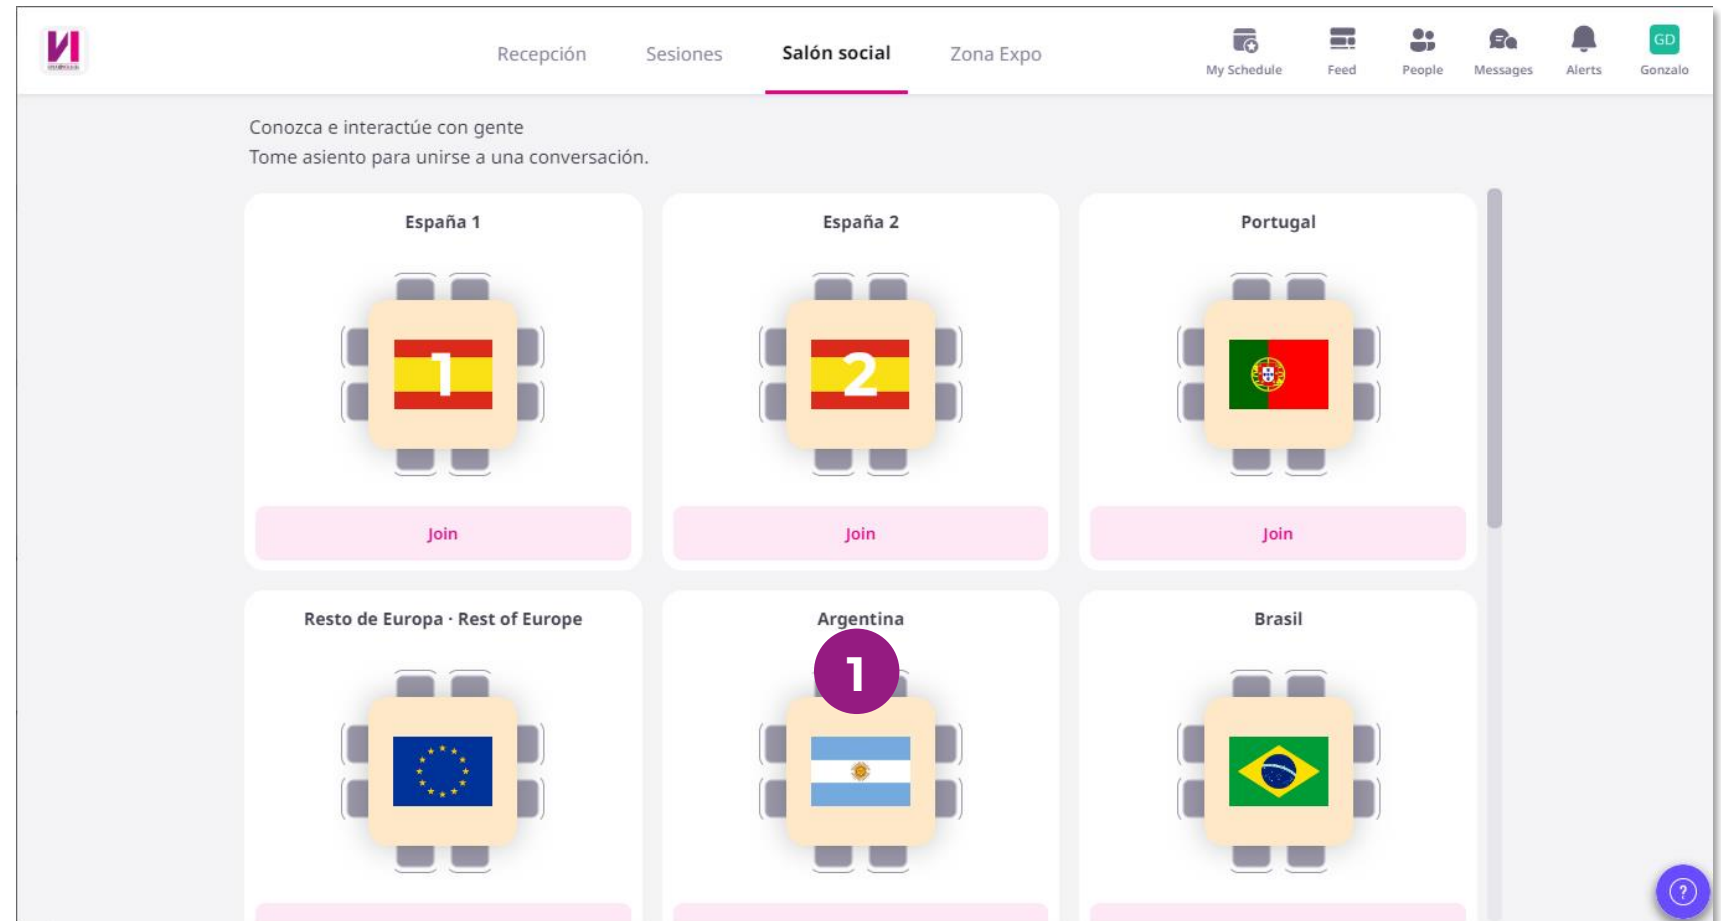 Recepción
Sesiones
Salón social
Zona Expo
My Schedule
Feed
People
Messages
Alerts
GD
Gonzalo
Conozca e interactúe con gente
Tome asiento para unirse a una conversación.
España 1
España 2
Portugal
1
2
Join
Join
Join
Resto de Europa · Rest of Europe
Argentina
Brasil
1
?